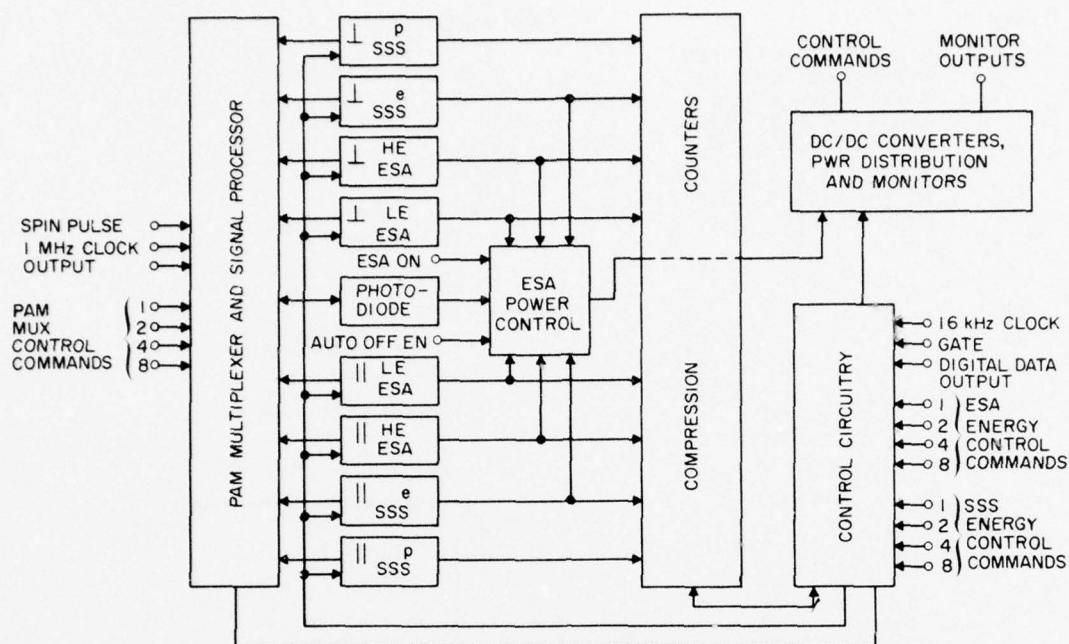 SPIN PULSE
1 MHz CLOCK
OUTPUT
PAM
MUX
CONTROL
COMMANDS
1
2
4
8
PAM MULTIPLEXER AND SIGNAL PROCESSOR
⊥ p
SSS
⊥ e
SSS
⊥ HE
ESA
⊥ LE
ESA
ESA ON
PHOTO-
DIODE
AUTO OFF EN
|| LE
ESA
|| HE
ESA
|| e
SSS
|| p
SSS
ESA
POWER
CONTROL
COUNTERS
COMPRESSION
CONTROL
COMMANDS
MONITOR
OUTPUTS
DC/DC CONVERTERS,
PWR DISTRIBUTION
AND MONITORS
CONTROL CIRCUITRY
16 kHz CLOCK
GATE
DIGITAL DATA
OUTPUT
1 ESA
2 ENERGY
4 CONTROL
8 COMMANDS
1 SSS
2 ENERGY
4 CONTROL
8 COMMANDS